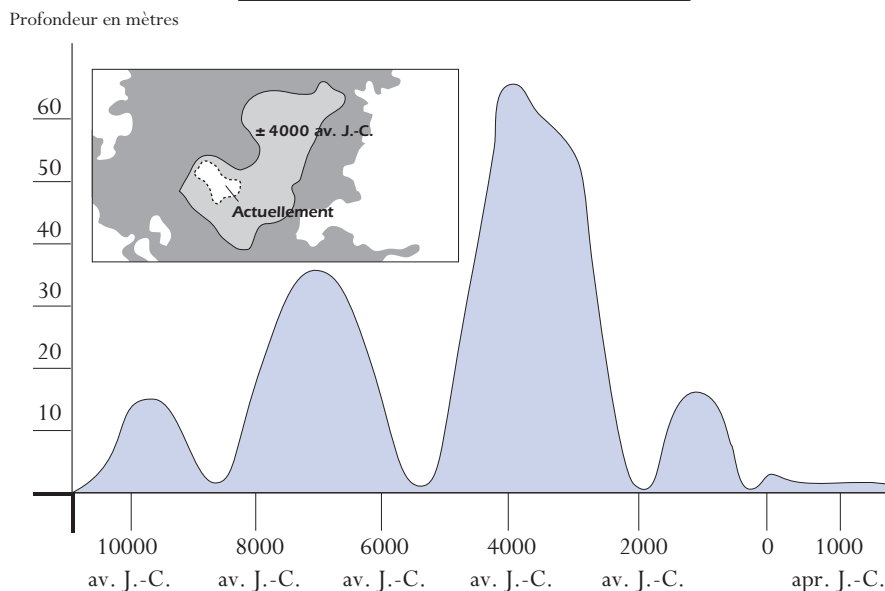 Profondeur en mètres
60
± 4000 av. J.-C.
50
Actuellement
40
30
20
10
10000 8000 6000 4000 2000 0 1000
av. J.-C. av. J.-C. av. J.-C. av. J.-C. av. J.-C. apr. J.-C.